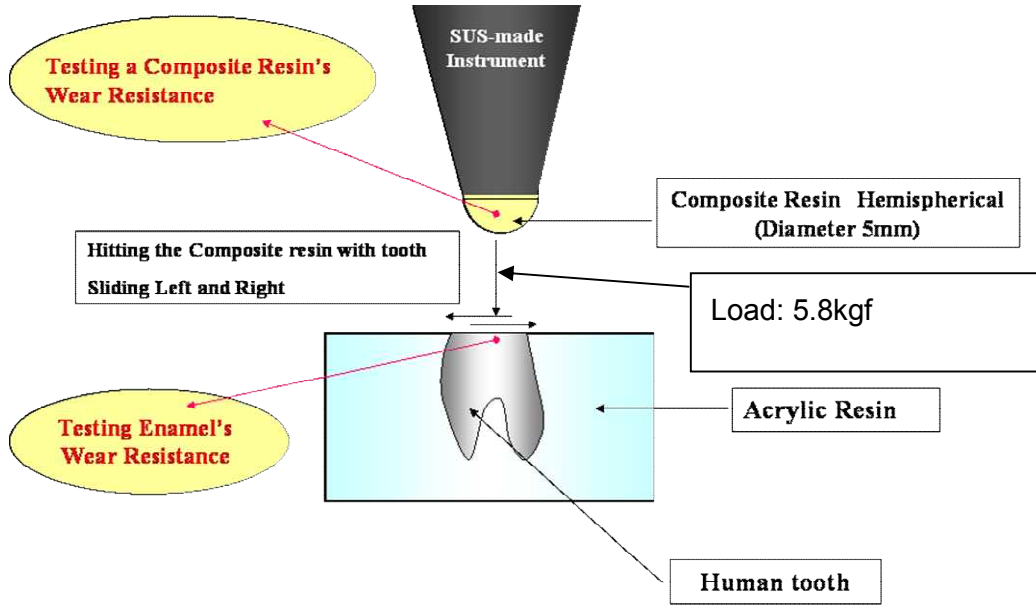 SUS-made
Instrument
Testing a Composite Resin's
Wear Resistance
Composite Resin Hemispherical
(Diameter 5mm)
Hitting the Composite resin with tooth
Sliding Left and Right
Load: 5.8kgf
Acrylic Resin
Testing Enamel's
Wear Resistance
Human tooth